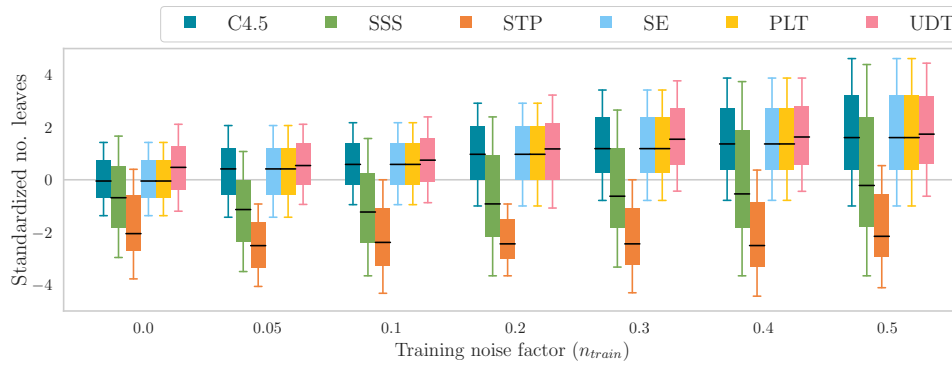 C4.5 SSS STP SE PLT UDT
Standardized no. leaves
4
2
0
−2
−4
0.0 0.05 0.1 0.2 0.3 0.4 0.5
Training noise factor (n_train)